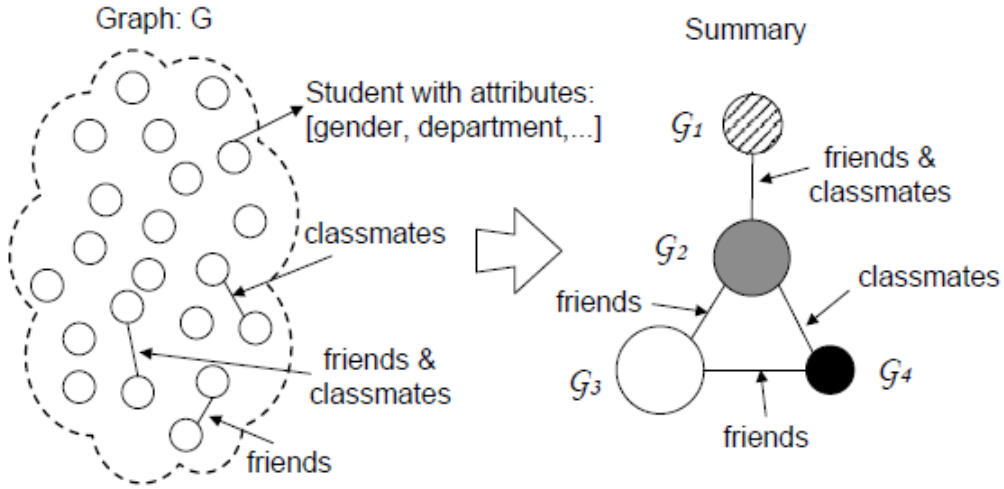 Graph: G
Student with attributes:
[gender, department,...]
classmates
friends &
classmates
friends
Summary
G1
friends &
classmates
G2
classmates
friends
G3
G4
friends